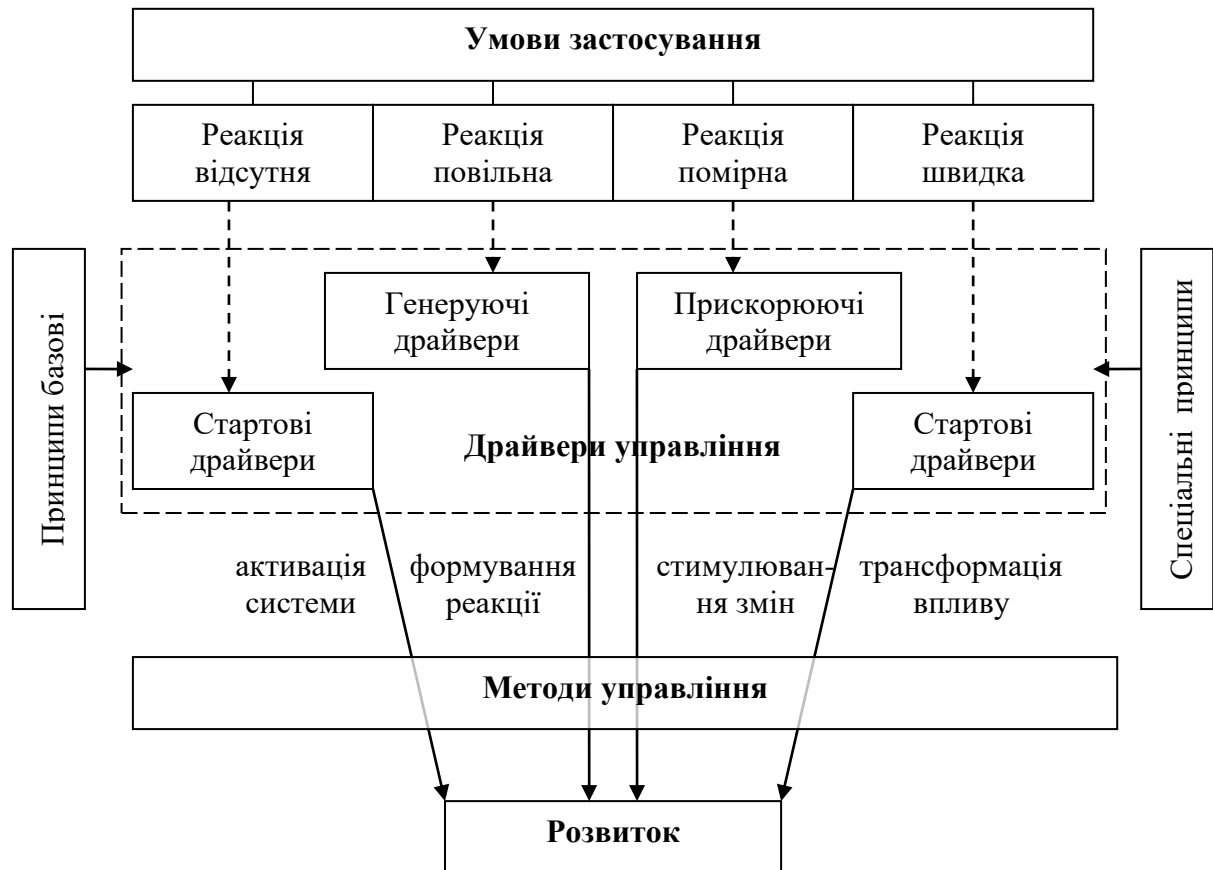 Умови застосування
Реакція
відсутня
Реакція
повільна
Реакція
помірна
Реакція
швидка
Принципи базові
Генеруючі
драйвери
Прискорюючі
драйвери
Спеціальні принципи
Стартові
драйвери
Драйвери управління
Стартові
драйвери
активація
системи
формування
реакції
стимулюван-
ня змін
трансформація
впливу
Методи управління
Розвиток